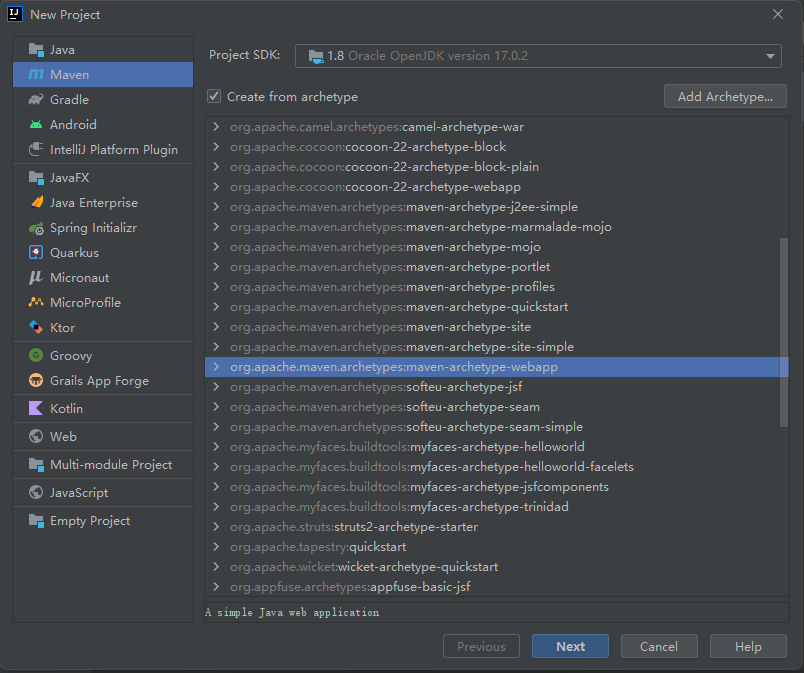 New Project
Java
Maven
Gradle
Android
IntelliJ Platform Plugin
JavaFX
Java Enterprise
Spring Initializr
Quarkus
Micronaut
MicroProfile
Ktor
Groovy
Grails App Forge
Kotlin
Web
Multi-module Project
JavaScript
Empty Project
Project SDK: 1.8 Oracle OpenJDK version 17.0.2
Create from archetype Add Archetype...
org.apache.camel.archetypes:camel-archetype-war
org.apache.cocoon:cocoon-22-archetype-block
org.apache.cocoon:cocoon-22-archetype-block-plain
org.apache.cocoon:cocoon-22-archetype-webapp
org.apache.maven.archetypes:maven-archetype-j2ee-simple
org.apache.maven.archetypes:maven-archetype-marmalade-mojo
org.apache.maven.archetypes:maven-archetype-mojo
org.apache.maven.archetypes:maven-archetype-portlet
org.apache.maven.archetypes:maven-archetype-profiles
org.apache.maven.archetypes:maven-archetype-quickstart
org.apache.maven.archetypes:maven-archetype-site
org.apache.maven.archetypes:maven-archetype-site-simple
org.apache.maven.archetypes:maven-archetype-webapp
org.apache.maven.archetypes:softeu-archetype-jsf
org.apache.maven.archetypes:softeu-archetype-seam
org.apache.maven.archetypes:softeu-archetype-seam-simple
org.apache.myfaces.buildtools:myfaces-archetype-helloworld
org.apache.myfaces.buildtools:myfaces-archetype-helloworld-facelets
org.apache.myfaces.buildtools:myfaces-archetype-jsfcomponents
org.apache.myfaces.buildtools:myfaces-archetype-trinidad
org.apache.struts:struts2-archetype-starter
org.apache.tapestry:quickstart
org.apache.wicket:wicket-archetype-quickstart
org.appfuse.archetypes:appfuse-basic-jsf
A simple Java web application
Previous Next Cancel Help